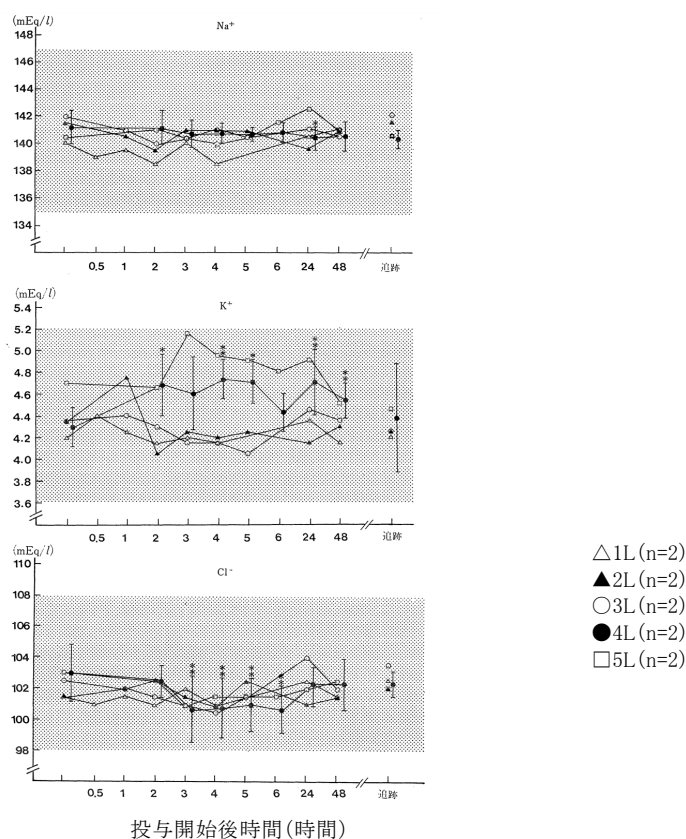 (mEq/l)
Na⁺
148
146
144
142
140
138
136
134
*
0.5 1 2 3 4 5 6 24 48 追跡
(mEq/l)
K⁺
5.4
5.2
5.0
4.8
4.6
4.4
4.2
4.0
3.8
3.6
* ** * ** **
0.5 1 2 3 4 5 6 24 48 追跡
(mEq/l)
Cl⁻
110
108
106
104
102
100
98
** ** ** *
0.5 1 2 3 4 5 6 24 48 追跡
投与開始後時間(時間)
△1L(n=2)
▲2L(n=2)
○3L(n=2)
●4L(n=2)
□5L(n=2)